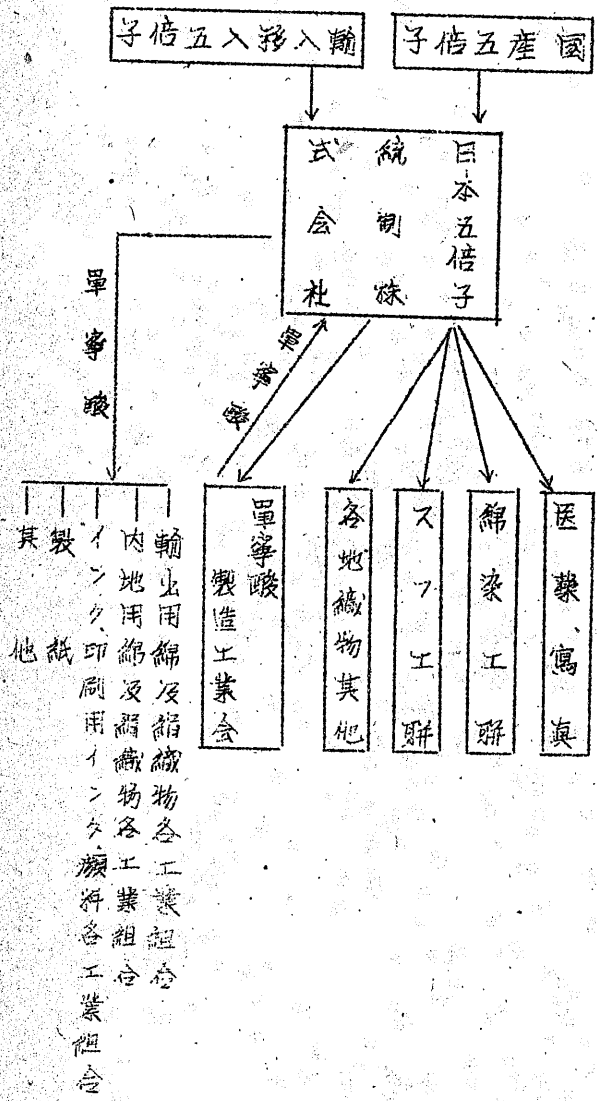 國産五倍子
輸入移入五倍子
日本五倍子
統制株
式会社
單寧酸
單寧酸
医藥、寫真
綿染工聯
スフ工聯
各地織物其他
單寧酸
製造工業会
輸出用綿及絹織物各工業組合
内地用綿及絹織物各工業組合
インク、印刷用インク、顔料各工業組合
製紙
其他